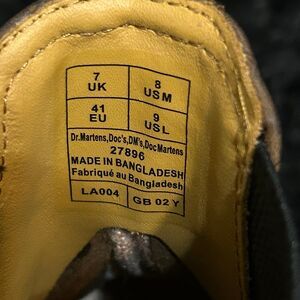 7 UK
8 USM
41 EU
9 USL
Dr.Martens,Doc's,DM's,DocMartens
27896
MADE IN BANGLADESH
Fabriqué au Bangladesh
LA004
GB 02 Y